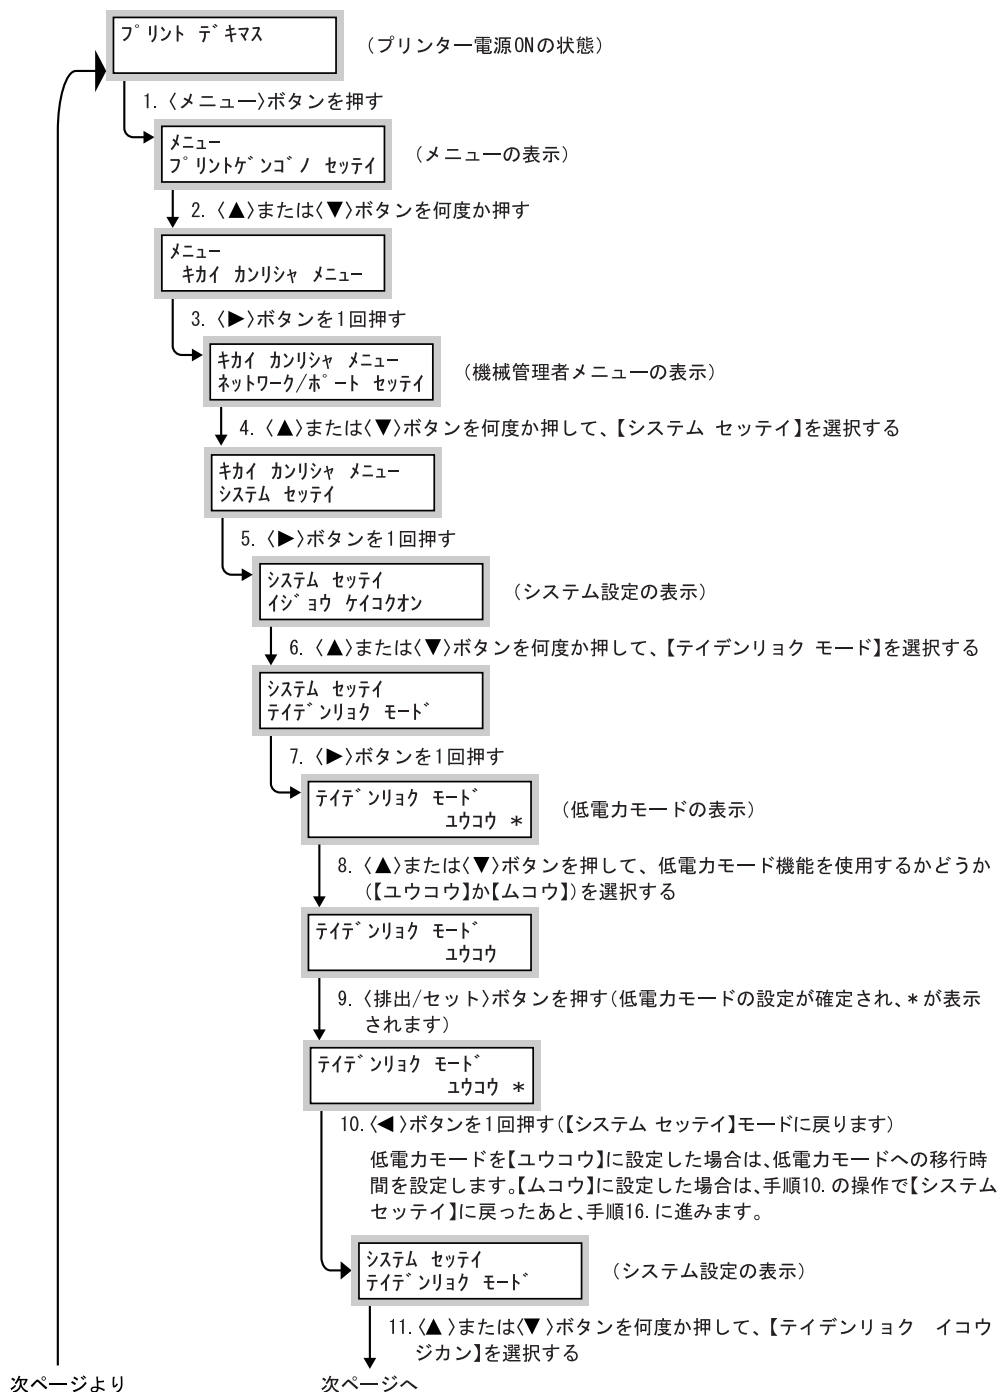 プリント デキマス
（プリンター電源ONの状態）
1. 〈メニュー〉ボタンを押す
メニュー
プリントゲンゴノ セッテイ
（メニューの表示）
2. 〈▲〉または〈▼〉ボタンを何度か押す
メニュー
キカイ カンリシャ メニュー
3. 〈▶〉ボタンを1回押す
キカイ カンリシャ メニュー
ネットワーク/ポート セッテイ
（機械管理者メニューの表示）
4. 〈▲〉または〈▼〉ボタンを何度か押して、【システム セッテイ】を選択する
キカイ カンリシャ メニュー
システム セッテイ
5. 〈▶〉ボタンを1回押す
システム セッテイ
イジョウ ケイコクオン
（システム設定の表示）
6. 〈▲〉または〈▼〉ボタンを何度か押して、【テイデンリョク モード】を選択する
システム セッテイ
テイデンリョク モード
7. 〈▶〉ボタンを1回押す
テイデンリョク モード
ユウコウ *
（低電力モードの表示）
8. 〈▲〉または〈▼〉ボタンを押して、低電力モード機能を使用するかどうか
（【ユウコウ】か【ムコウ】）を選択する
テイデンリョク モード
ユウコウ
9. 〈排出/セット〉ボタンを押す（低電力モードの設定が確定され、*が表示
されます）
テイデンリョク モード
ユウコウ *
10.〈◀〉ボタンを1回押す（【システム セッテイ】モードに戻ります）
低電力モードを【ユウコウ】に設定した場合は、低電力モードへの移行時
間を設定します。【ムコウ】に設定した場合は、手順10. の操作で【システム
セッテイ】に戻ったあと、手順16. に進みます。
システム セッテイ
テイデンリョク モード
（システム設定の表示）
11.〈▲〉または〈▼〉ボタンを何度か押して、【テイデンリョク イコウ
ジカン】を選択する
次ページより
次ページへ